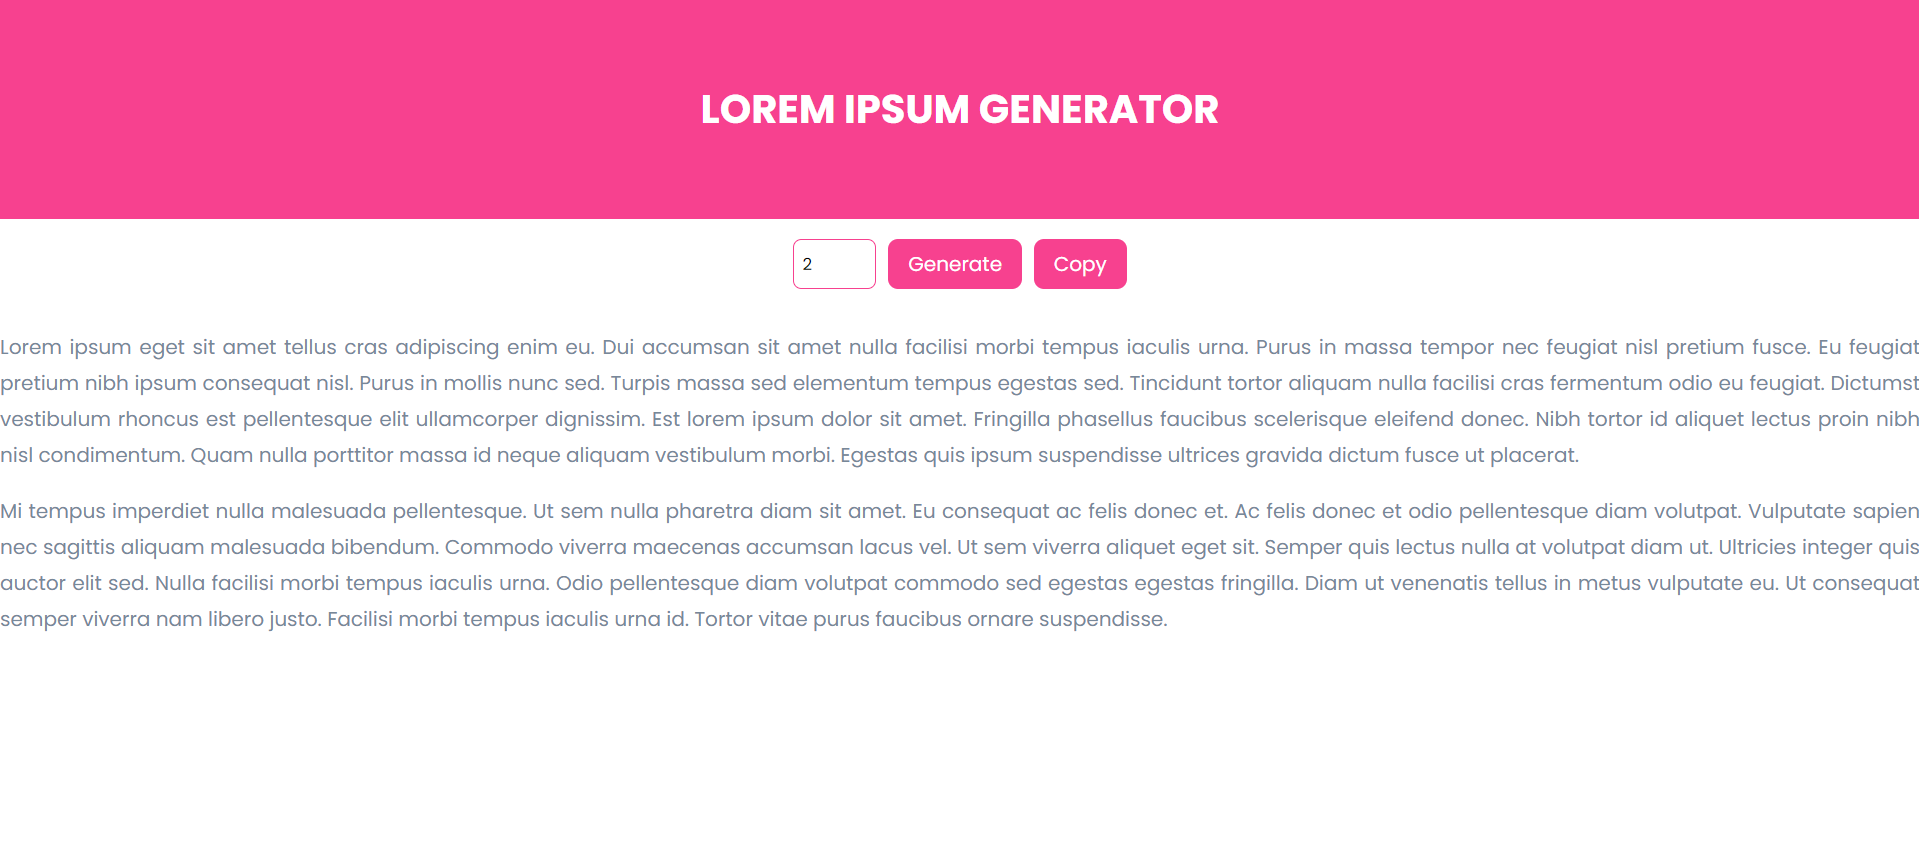 LOREM IPSUM GENERATOR
2 Generate Copy
Lorem ipsum eget sit amet tellus cras adipiscing enim eu. Dui accumsan sit amet nulla facilisi morbi tempus iaculis urna. Purus in massa tempor nec feugiat nisl pretium fusce. Eu feugiat
pretium nibh ipsum consequat nisl. Purus in mollis nunc sed. Turpis massa sed elementum tempus egestas sed. Tincidunt tortor aliquam nulla facilisi cras fermentum odio eu feugiat. Dictumst
vestibulum rhoncus est pellentesque elit ullamcorper dignissim. Est lorem ipsum dolor sit amet. Fringilla phasellus faucibus scelerisque eleifend donec. Nibh tortor id aliquet lectus proin nibh
nisl condimentum. Quam nulla porttitor massa id neque aliquam vestibulum morbi. Egestas quis ipsum suspendisse ultrices gravida dictum fusce ut placerat.
Mi tempus imperdiet nulla malesuada pellentesque. Ut sem nulla pharetra diam sit amet. Eu consequat ac felis donec et. Ac felis donec et odio pellentesque diam volutpat. Vulputate sapien
nec sagittis aliquam malesuada bibendum. Commodo viverra maecenas accumsan lacus vel. Ut sem viverra aliquet eget sit. Semper quis lectus nulla at volutpat diam ut. Ultricies integer quis
auctor elit sed. Nulla facilisi morbi tempus iaculis urna. Odio pellentesque diam volutpat commodo sed egestas egestas fringilla. Diam ut venenatis tellus in metus vulputate eu. Ut consequat
semper viverra nam libero justo. Facilisi morbi tempus iaculis urna id. Tortor vitae purus faucibus ornare suspendisse.